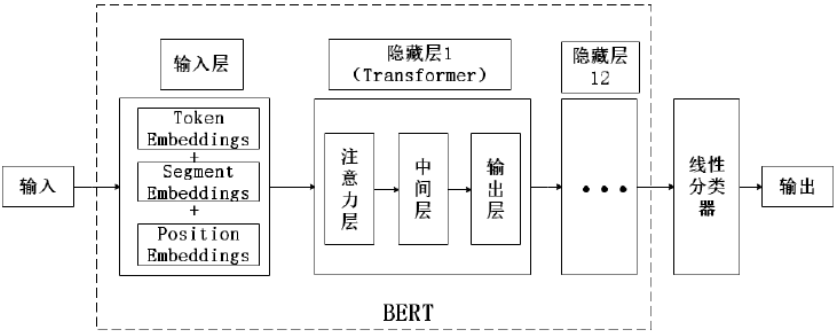 输入
输入层
Token
Embeddings
+
Segment
Embeddings
+
Position
Embeddings
隐藏层1
（Transformer）
注意力层
中间层
输出层
隐藏层
12
•••
线性分类器
输出
BERT